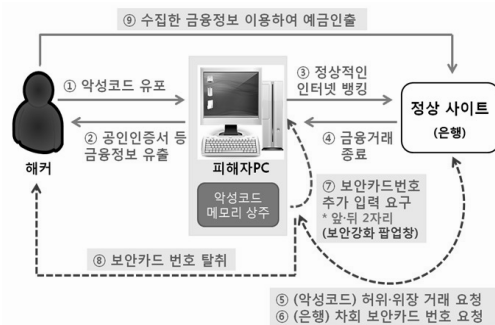 ⑨ 수집한 금융정보 이용하여 예금인출
① 악성코드 유포
② 공인인증서 등
금융정보 유출
해커
피해자PC
악성코드
메모리 상주
③ 정상적인
인터넷 뱅킹
④ 금융거래
종료
정상 사이트
(은행)
⑦ 보안카드번호
추가 입력 요구
* 앞·뒤 2자리
(보안강화 팝업창)
⑧ 보안카드 번호 탈취
⑤ (악성코드) 허위·위장 거래 요청
⑥ (은행) 차회 보안카드 번호 요청